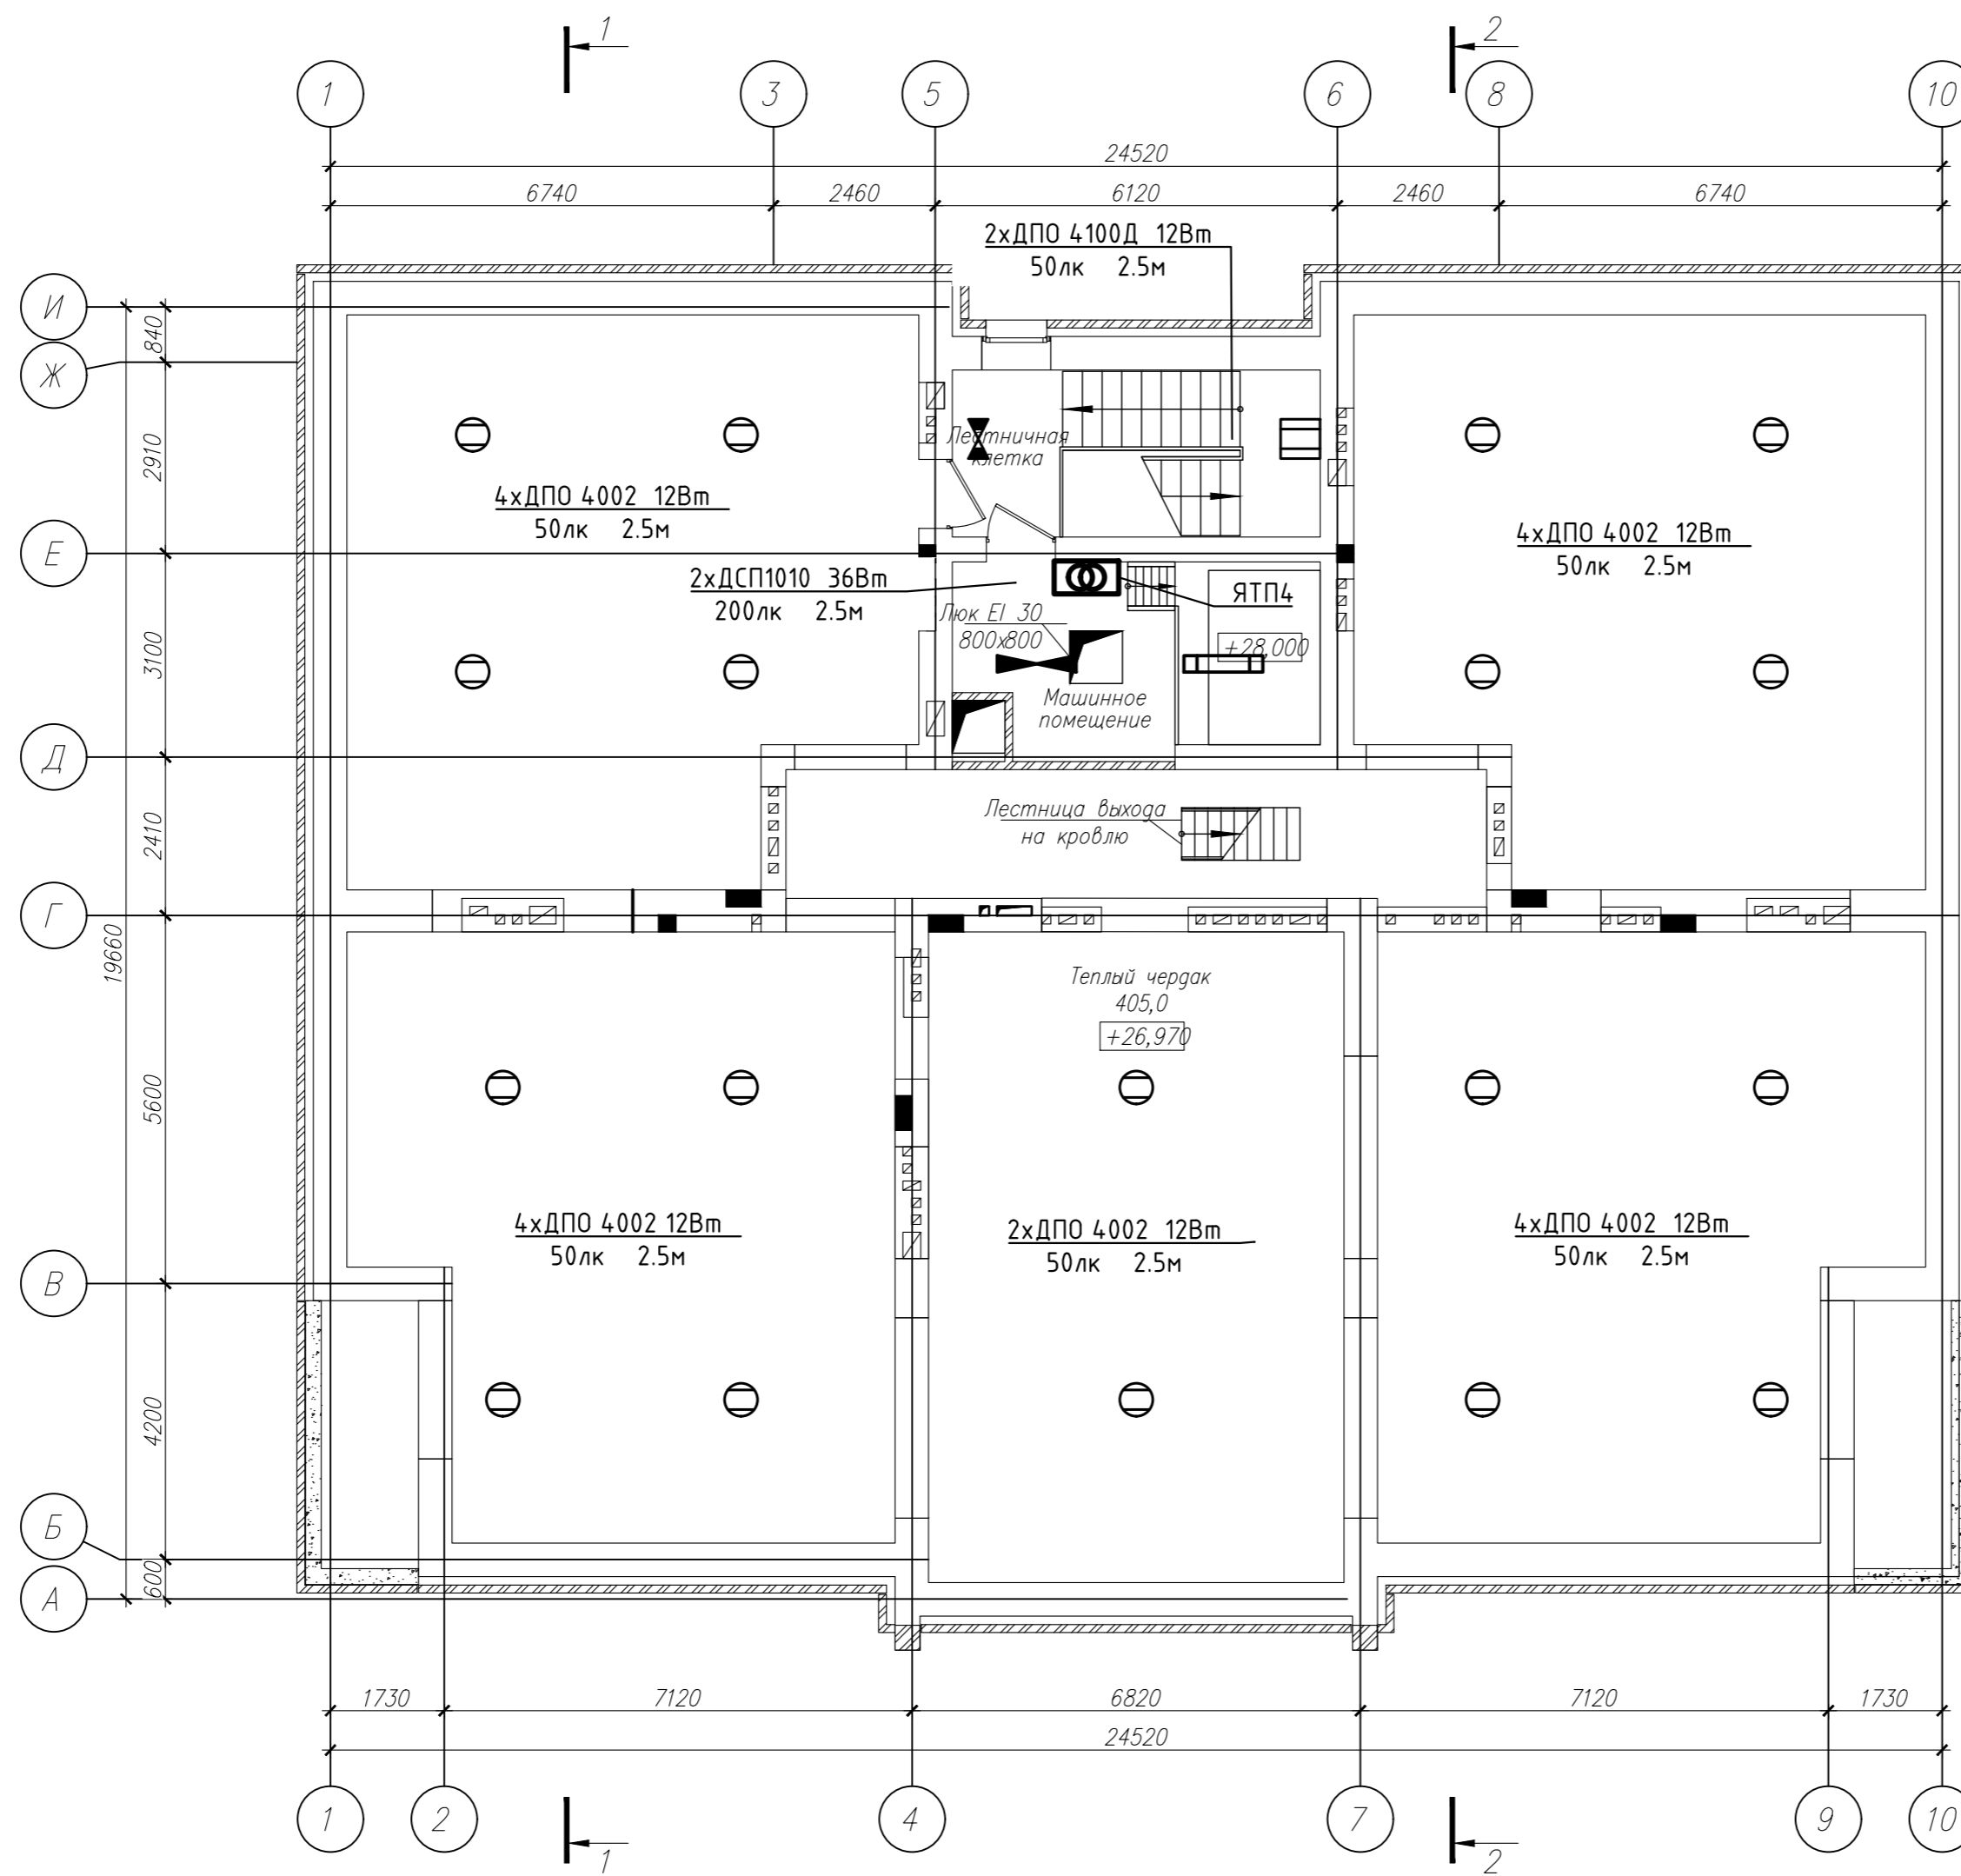 1
2
1
3
5
6
8
10
24520
6740
2460
6120
2460
6740
2хДПО 4100Д 12Вт
50лк 2.5м
И
840
Ж
2910
Лестничная
клетка
4хДПО 4002 12Вт
50лк 2.5м
4хДПО 4002 12Вт
50лк 2.5м
Е
2хДСП1010 36Вт
200лк 2.5м
ЯТП4
Люк EI 30
800х800
+28,000
3100
Машинное
помещение
Д
2410
Лестница выхода
на кровлю
Г
19660
Теплый чердак
405,0
+26,970
5600
4хДПО 4002 12Вт
50лк 2.5м
2хДПО 4002 12Вт
50лк 2.5м
4хДПО 4002 12Вт
50лк 2.5м
В
4200
Б
600
А
1730
7120
6820
7120
1730
24520
1
2
4
7
9
10
1
2